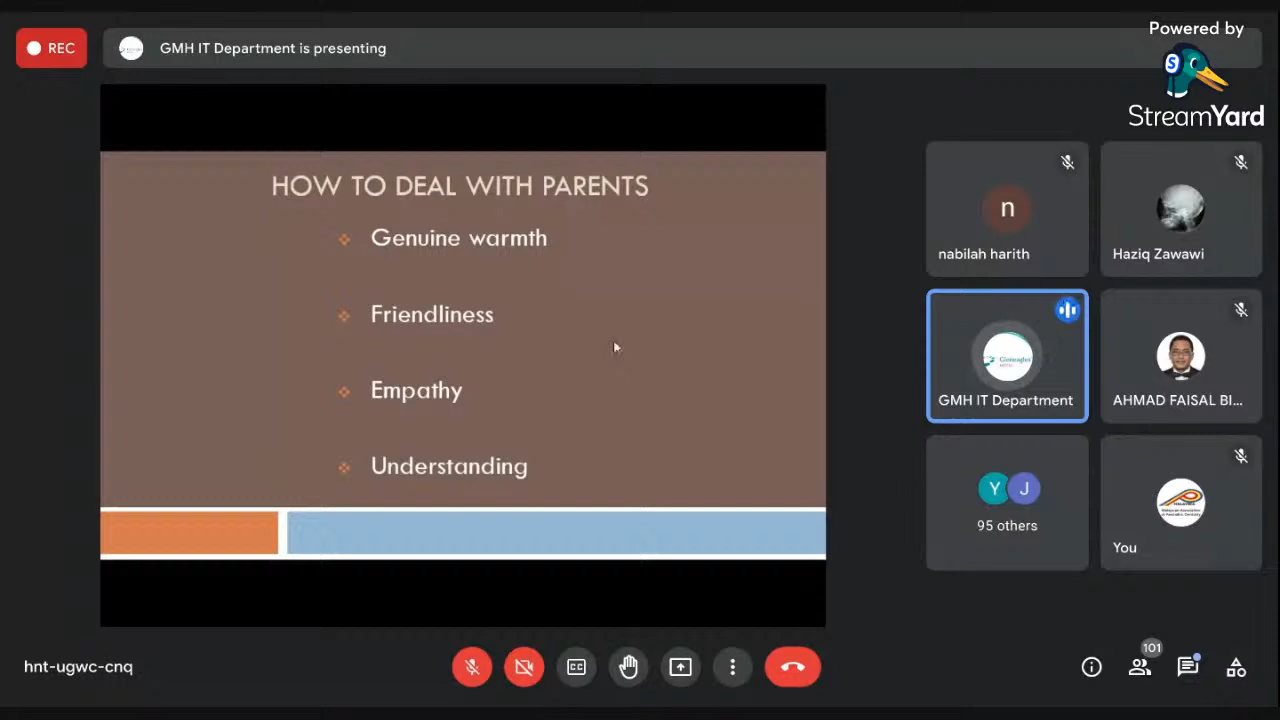 Powered by
StreamYard
REC
GMH IT Department is presenting
HOW TO DEAL WITH PARENTS
Genuine warmth
Friendliness
Empathy
Understanding
n
nabilah harith
Haziq Zawawi
GMH IT Department
AHMAD FAISAL BI...
Y J
95 others
You
hnt-ugwc-cnq
CC
101